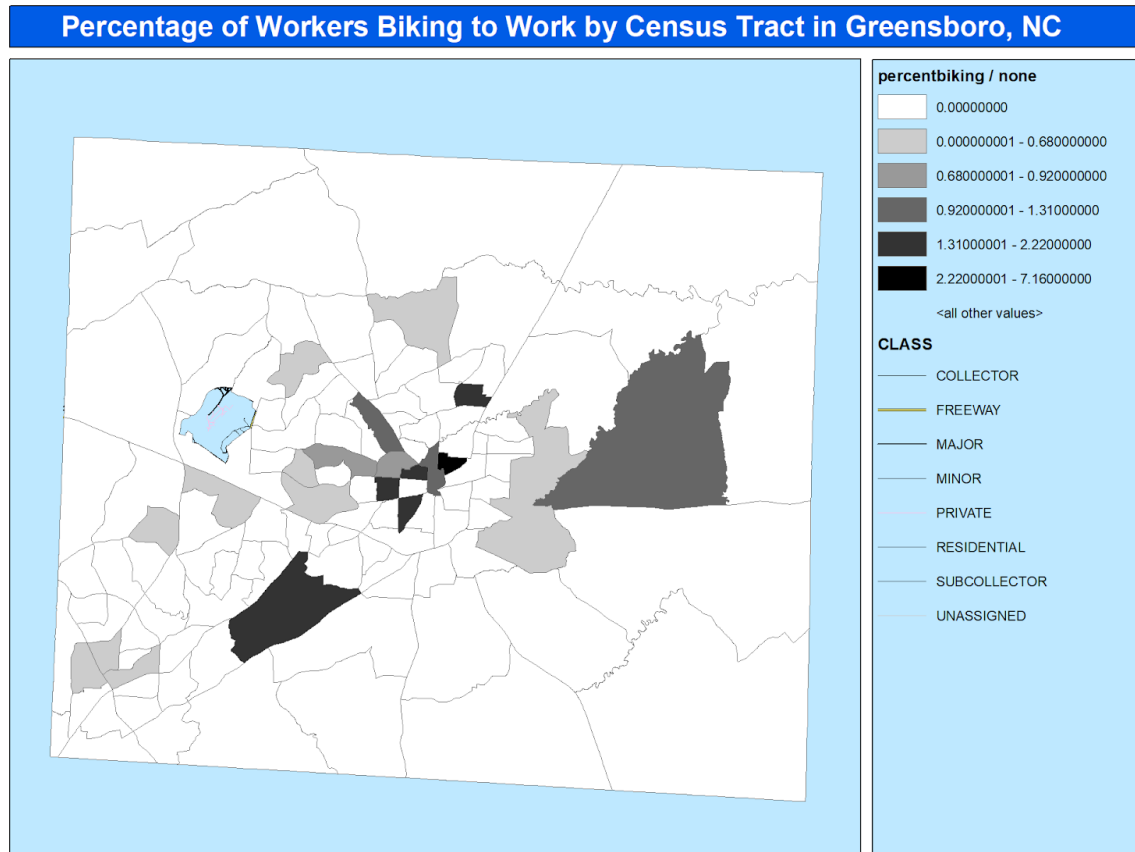 Percentage of Workers Biking to Work by Census Tract in Greensboro, NC
percentbiking / none
0.00000000
0.000000001 - 0.680000000
0.680000001 - 0.920000000
0.920000001 - 1.31000000
1.31000001 - 2.22000000
2.22000001 - 7.16000000
<all other values>
CLASS
COLLECTOR
FREEWAY
MAJOR
MINOR
PRIVATE
RESIDENTIAL
SUBCOLLECTOR
UNASSIGNED